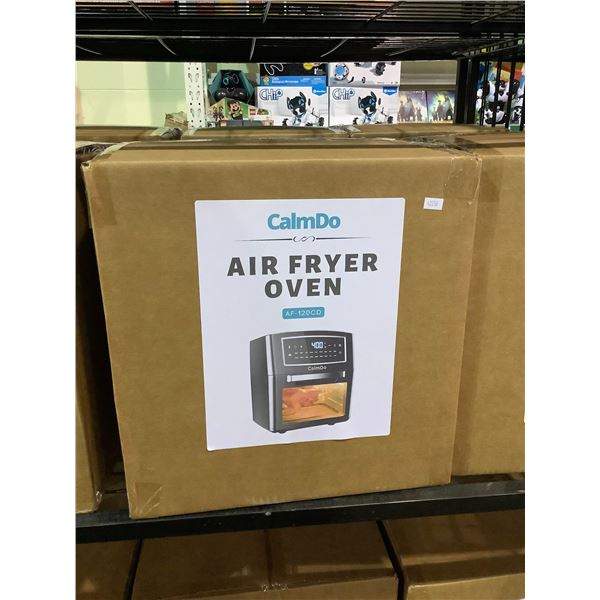 CHiP
CHiP
CalmDo
AIR FRYER
OVEN
AF-120CD
400
CalmDo